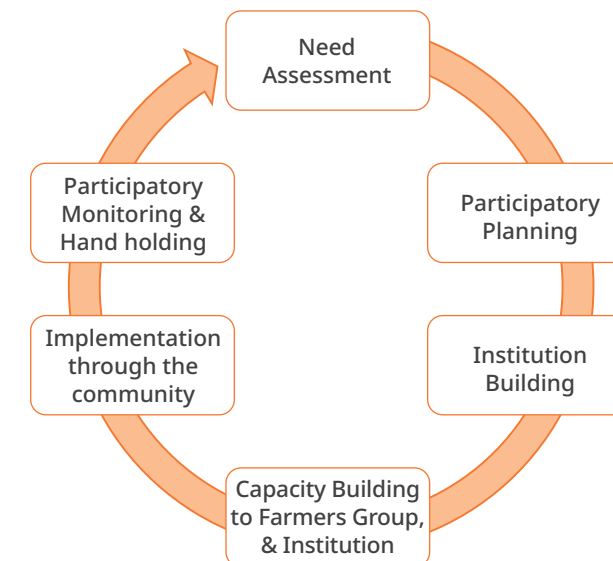 Need
Assessment
Participatory
Planning
Institution
Building
Capacity Building
to Farmers Group,
& Institution
Implementation
through the
community
Participatory
Monitoring &
Hand holding